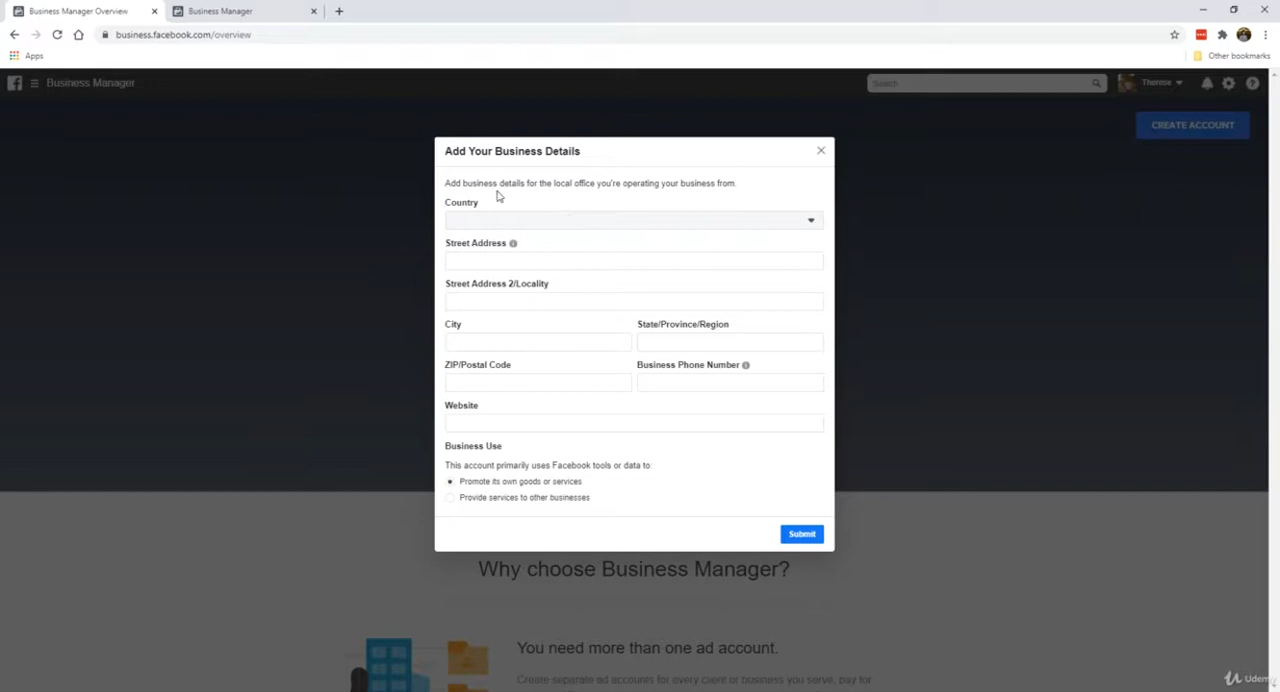 Business Manager Overview
Business Manager
business.facebook.com/overview
Apps
Other bookmarks
Business Manager
Search
Therese
CREATE ACCOUNT
Add Your Business Details
Add business details for the local office you're operating your business from.
Country
Street Address
Street Address 2/Locality
City
State/Province/Region
ZIP/Postal Code
Business Phone Number
Website
Business Use
This account primarily uses Facebook tools or data to:
Promote its own goods or services
Provide services to other businesses
Submit
Why choose Business Manager?
You need more than one ad account.
Create separate ad accounts for every client or business you serve, pay for
Udemy